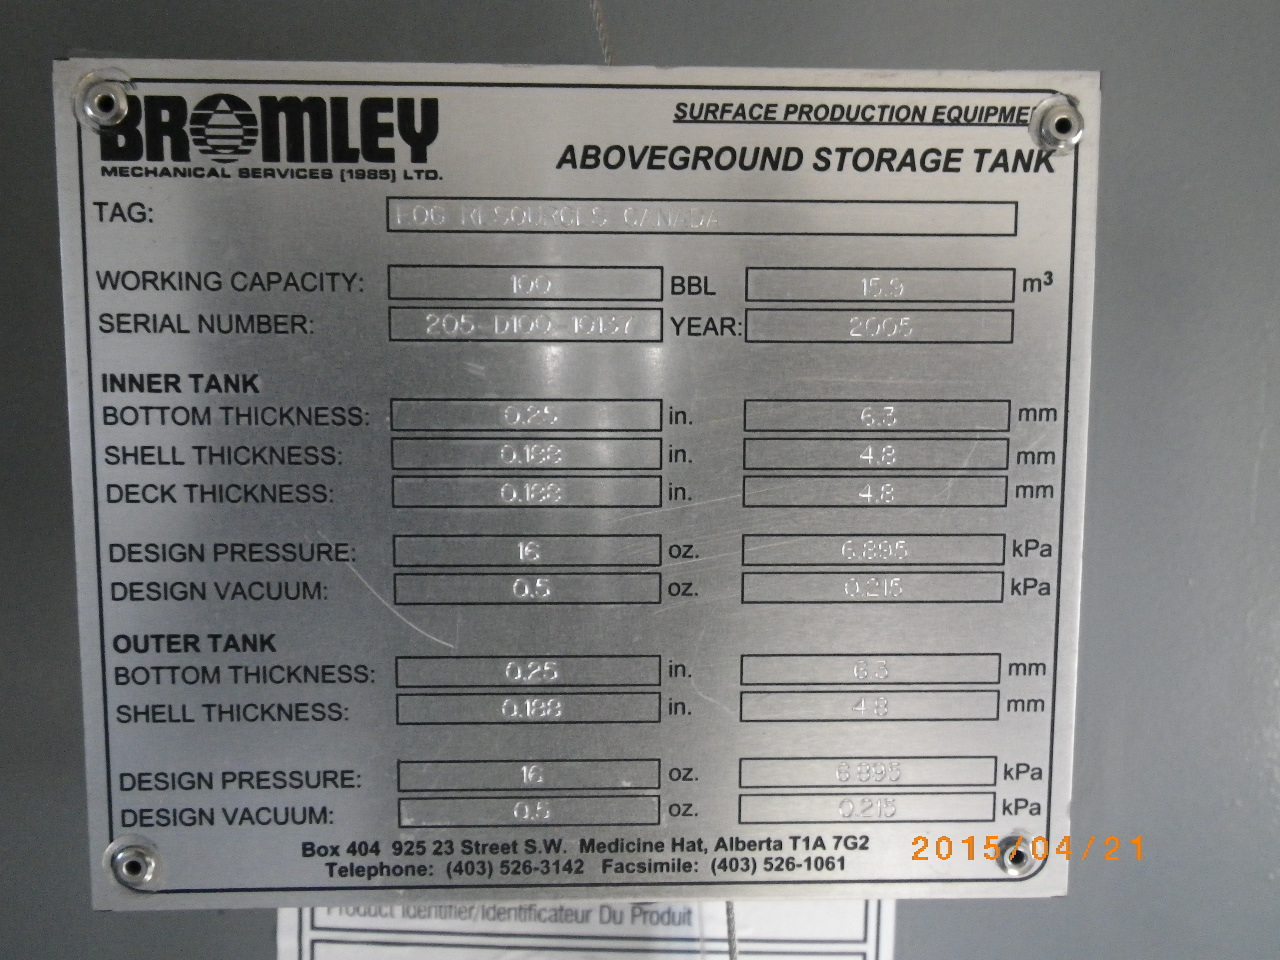 BROMLEY
MECHANICAL SERVICES (1985) LTD.
SURFACE PRODUCTION EQUIPME
ABOVEGROUND STORAGE TANK
TAG: EOG RESOURCES CANADA
WORKING CAPACITY: 100 BBL 15.9 m³
SERIAL NUMBER: 205-D100-10137 YEAR: 2005
INNER TANK
BOTTOM THICKNESS: 0.25 in. 6.3 mm
SHELL THICKNESS: 0.188 in. 4.8 mm
DECK THICKNESS: 0.188 in. 4.8 mm
DESIGN PRESSURE: 16 oz. 6.895 kPa
DESIGN VACUUM: 0.5 oz. 0.215 kPa
OUTER TANK
BOTTOM THICKNESS: 0.25 in. 6.3 mm
SHELL THICKNESS: 0.188 in. 4.8 mm
DESIGN PRESSURE: 16 oz. 6.895 kPa
DESIGN VACUUM: 0.5 oz. 0.215 kPa
Box 404 925 23 Street S.W. Medicine Hat, Alberta T1A 7G2
Telephone: (403) 526-3142 Facsimile: (403) 526-1061
2015/04/21
Product Identifier/Identificateur Du Produit